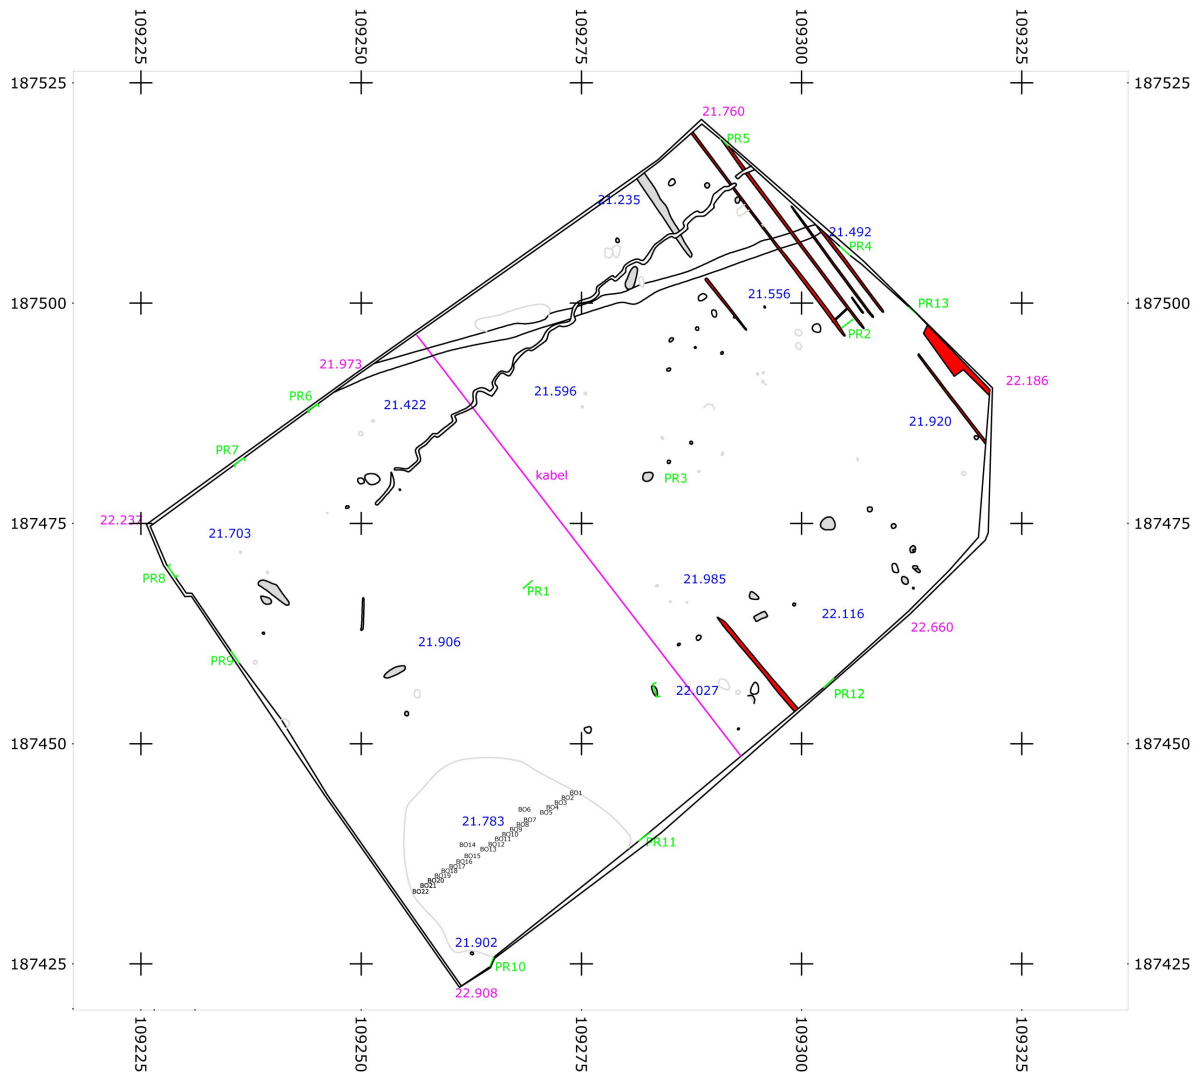 109225 109250 109275 109300 109325
187525 187525
21.760
PR5
21.235
21.492
PR4
21.556
187500 PR13 187500
PR2
21.973
22.186
21.596
PR6 21.422
21.920
PR7
kabel
PR3
22.237
187475 187475
21.703
PR8
21.985
PR1
22.116
22.660
21.906
PR9
22.027
PR12
187450 187450
BO1
BO2
BO3
BO4
BO6 BO5
21.783 BO7
BO8
BO9
BO10
BO11
BO14 BO12
BO13
PR11
BO15
BO16
BO17
BO18
BO19
BO20
BO21
BO22
21.902
187425 PR10 187425
22.908
109225 109250 109275 109300 109325